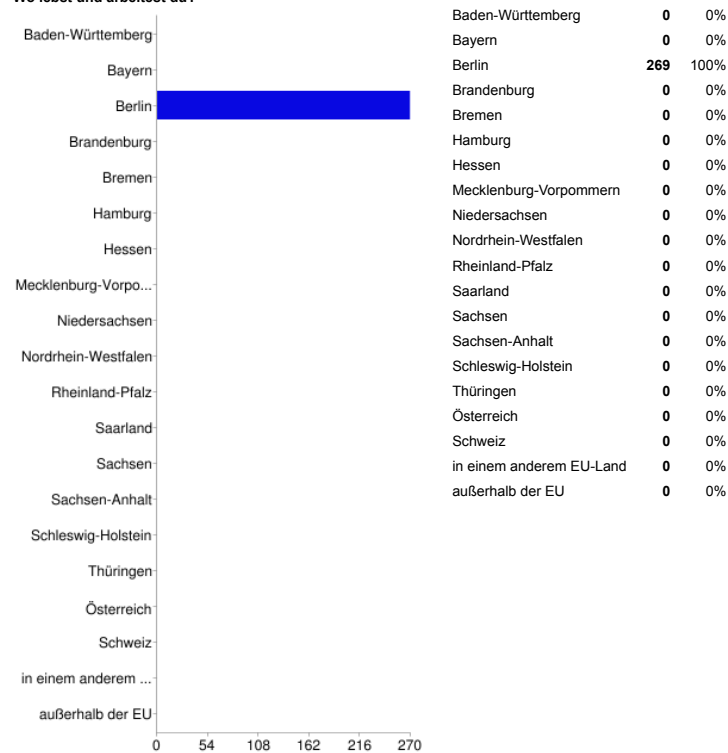 Baden-Württemberg
Bayern
Berlin
Brandenburg
Bremen
Hamburg
Hessen
Mecklenburg-Vorpo...
Niedersachsen
Nordrhein-Westfalen
Rheinland-Pfalz
Saarland
Sachsen
Sachsen-Anhalt
Schleswig-Holstein
Thüringen
Österreich
Schweiz
in einem anderem ...
außerhalb der EU
0 54 108 162 216 270
Baden-Württemberg 0 0%
Bayern 0 0%
Berlin 269 100%
Brandenburg 0 0%
Bremen 0 0%
Hamburg 0 0%
Hessen 0 0%
Mecklenburg-Vorpommern 0 0%
Niedersachsen 0 0%
Nordrhein-Westfalen 0 0%
Rheinland-Pfalz 0 0%
Saarland 0 0%
Sachsen 0 0%
Sachsen-Anhalt 0 0%
Schleswig-Holstein 0 0%
Thüringen 0 0%
Österreich 0 0%
Schweiz 0 0%
in einem anderem EU-Land 0 0%
außerhalb der EU 0 0%